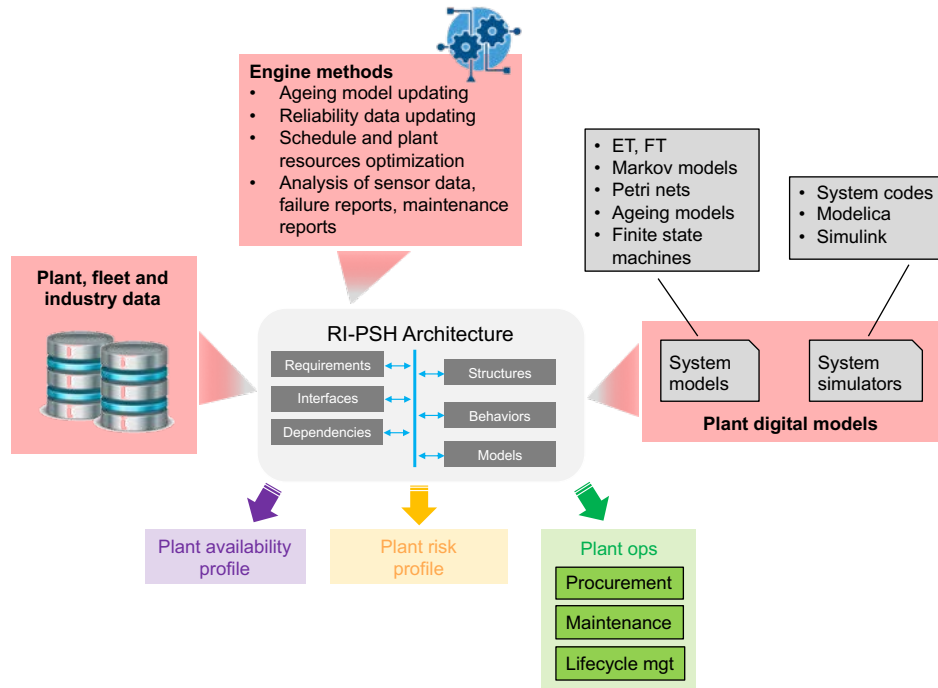 Engine methods
• Ageing model updating
• Reliability data updating
• Schedule and plant
resources optimization
• Analysis of sensor data,
failure reports, maintenance
reports
• ET, FT
• Markov models
• Petri nets
• Ageing models
• Finite state
machines
• System codes
• Modelica
• Simulink
Plant, fleet and
industry data
RI-PSH Architecture
Requirements
Interfaces
Dependencies
Structures
Behaviors
Models
System
models
System
simulators
Plant digital models
Plant availability
profile
Plant risk
profile
Plant ops
Procurement
Maintenance
Lifecycle mgt